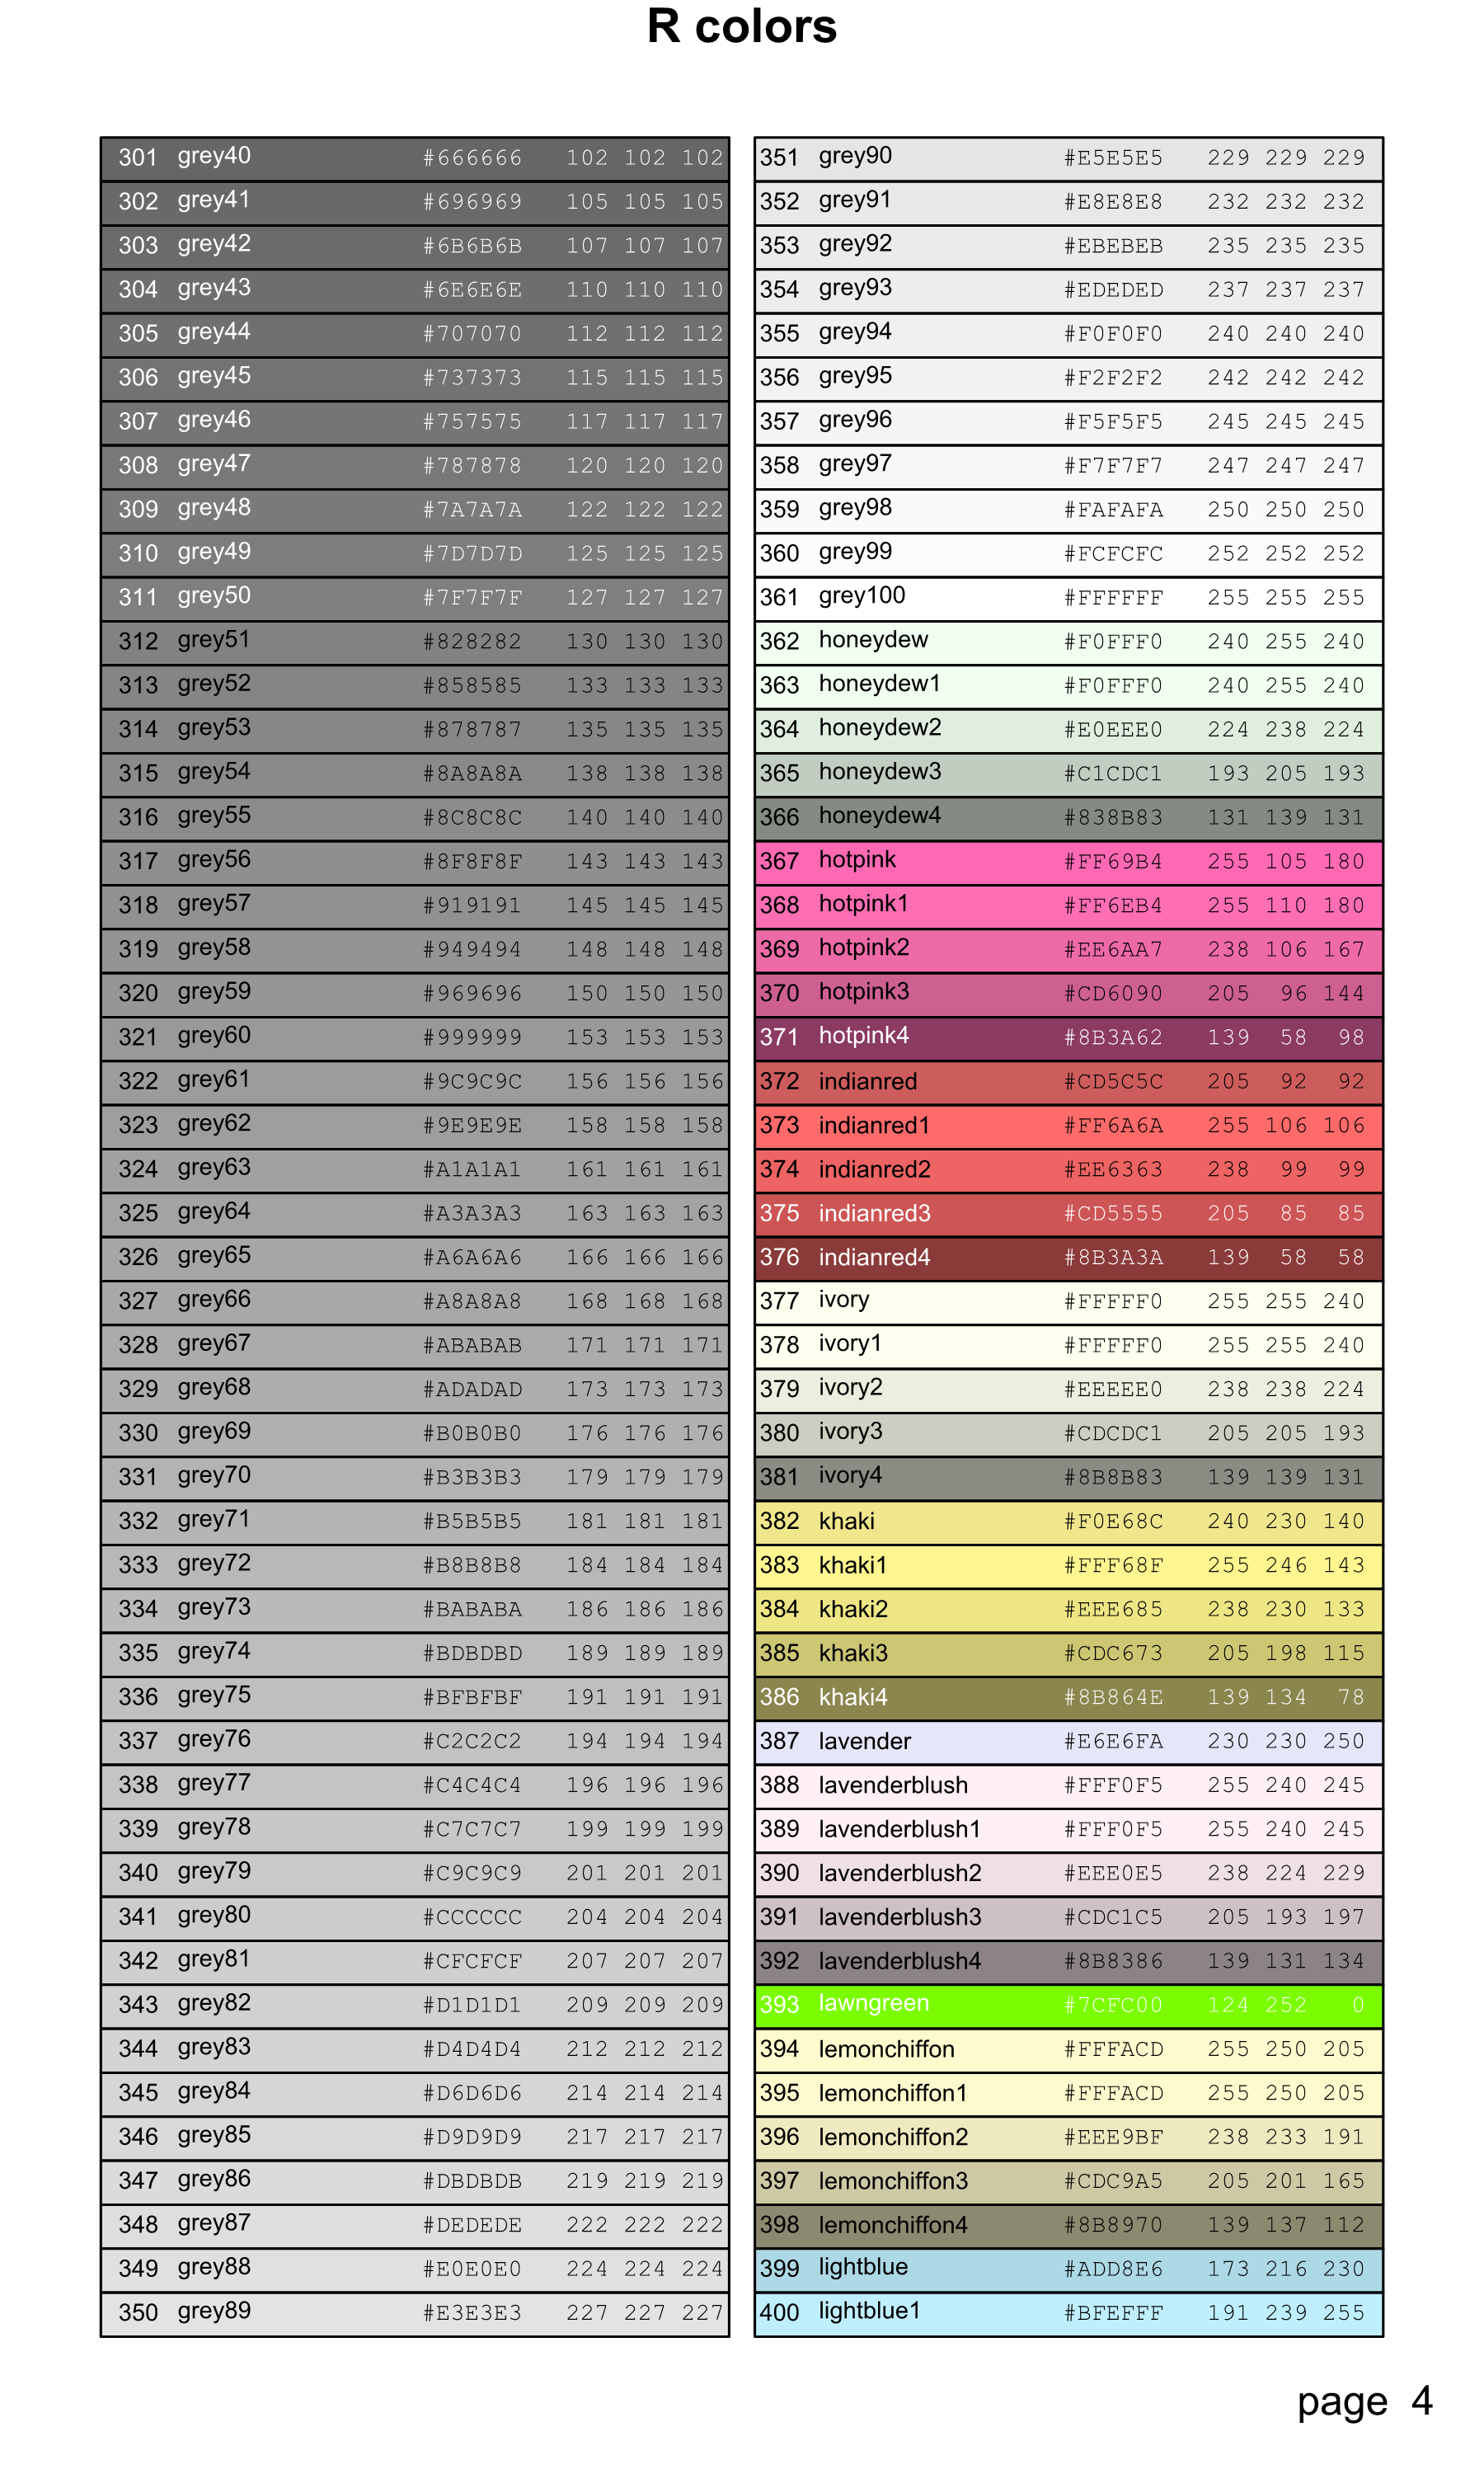 R colors
301 grey40 #666666 102 102 102
302 grey41 #696969 105 105 105
303 grey42 #6B6B6B 107 107 107
304 grey43 #6E6E6E 110 110 110
305 grey44 #707070 112 112 112
306 grey45 #737373 115 115 115
307 grey46 #757575 117 117 117
308 grey47 #787878 120 120 120
309 grey48 #7A7A7A 122 122 122
310 grey49 #7D7D7D 125 125 125
311 grey50 #7F7F7F 127 127 127
312 grey51 #828282 130 130 130
313 grey52 #858585 133 133 133
314 grey53 #878787 135 135 135
315 grey54 #8A8A8A 138 138 138
316 grey55 #8C8C8C 140 140 140
317 grey56 #8F8F8F 143 143 143
318 grey57 #919191 145 145 145
319 grey58 #949494 148 148 148
320 grey59 #969696 150 150 150
321 grey60 #999999 153 153 153
322 grey61 #9C9C9C 156 156 156
323 grey62 #9E9E9E 158 158 158
324 grey63 #A1A1A1 161 161 161
325 grey64 #A3A3A3 163 163 163
326 grey65 #A6A6A6 166 166 166
327 grey66 #A8A8A8 168 168 168
328 grey67 #ABABAB 171 171 171
329 grey68 #ADADAD 173 173 173
330 grey69 #B0B0B0 176 176 176
331 grey70 #B3B3B3 179 179 179
332 grey71 #B5B5B5 181 181 181
333 grey72 #B8B8B8 184 184 184
334 grey73 #BABABA 186 186 186
335 grey74 #BDBDBD 189 189 189
336 grey75 #BFBFBF 191 191 191
337 grey76 #C2C2C2 194 194 194
338 grey77 #C4C4C4 196 196 196
339 grey78 #C7C7C7 199 199 199
340 grey79 #C9C9C9 201 201 201
341 grey80 #CCCCCC 204 204 204
342 grey81 #CFCFCF 207 207 207
343 grey82 #D1D1D1 209 209 209
344 grey83 #D4D4D4 212 212 212
345 grey84 #D6D6D6 214 214 214
346 grey85 #D9D9D9 217 217 217
347 grey86 #DBDBDB 219 219 219
348 grey87 #DEDEDE 222 222 222
349 grey88 #E0E0E0 224 224 224
350 grey89 #E3E3E3 227 227 227
351 grey90 #E5E5E5 229 229 229
352 grey91 #E8E8E8 232 232 232
353 grey92 #EBEBEB 235 235 235
354 grey93 #EDEDED 237 237 237
355 grey94 #F0F0F0 240 240 240
356 grey95 #F2F2F2 242 242 242
357 grey96 #F5F5F5 245 245 245
358 grey97 #F7F7F7 247 247 247
359 grey98 #FAFAFA 250 250 250
360 grey99 #FCFCFC 252 252 252
361 grey100 #FFFFFF 255 255 255
362 honeydew #F0FFF0 240 255 240
363 honeydew1 #F0FFF0 240 255 240
364 honeydew2 #E0EEE0 224 238 224
365 honeydew3 #C1CDC1 193 205 193
366 honeydew4 #838B83 131 139 131
367 hotpink #FF69B4 255 105 180
368 hotpink1 #FF6EB4 255 110 180
369 hotpink2 #EE6AA7 238 106 167
370 hotpink3 #CD6090 205 96 144
371 hotpink4 #8B3A62 139 58 98
372 indianred #CD5C5C 205 92 92
373 indianred1 #FF6A6A 255 106 106
374 indianred2 #EE6363 238 99 99
375 indianred3 #CD5555 205 85 85
376 indianred4 #8B3A3A 139 58 58
377 ivory #FFFFF0 255 255 240
378 ivory1 #FFFFF0 255 255 240
379 ivory2 #EEEEE0 238 238 224
380 ivory3 #CDCDC1 205 205 193
381 ivory4 #8B8B83 139 139 131
382 khaki #F0E68C 240 230 140
383 khaki1 #FFF68F 255 246 143
384 khaki2 #EEE685 238 230 133
385 khaki3 #CDC673 205 198 115
386 khaki4 #8B864E 139 134 78
387 lavender #E6E6FA 230 230 250
388 lavenderblush #FFF0F5 255 240 245
389 lavenderblush1 #FFF0F5 255 240 245
390 lavenderblush2 #EEE0E5 238 224 229
391 lavenderblush3 #CDC1C5 205 193 197
392 lavenderblush4 #8B8386 139 131 134
393 lawngreen #7CFC00 124 252 0
394 lemonchiffon #FFFACD 255 250 205
395 lemonchiffon1 #FFFACD 255 250 205
396 lemonchiffon2 #EEE9BF 238 233 191
397 lemonchiffon3 #CDC9A5 205 201 165
398 lemonchiffon4 #8B8970 139 137 112
399 lightblue #ADD8E6 173 216 230
400 lightblue1 #BFEFFF 191 239 255
page 4